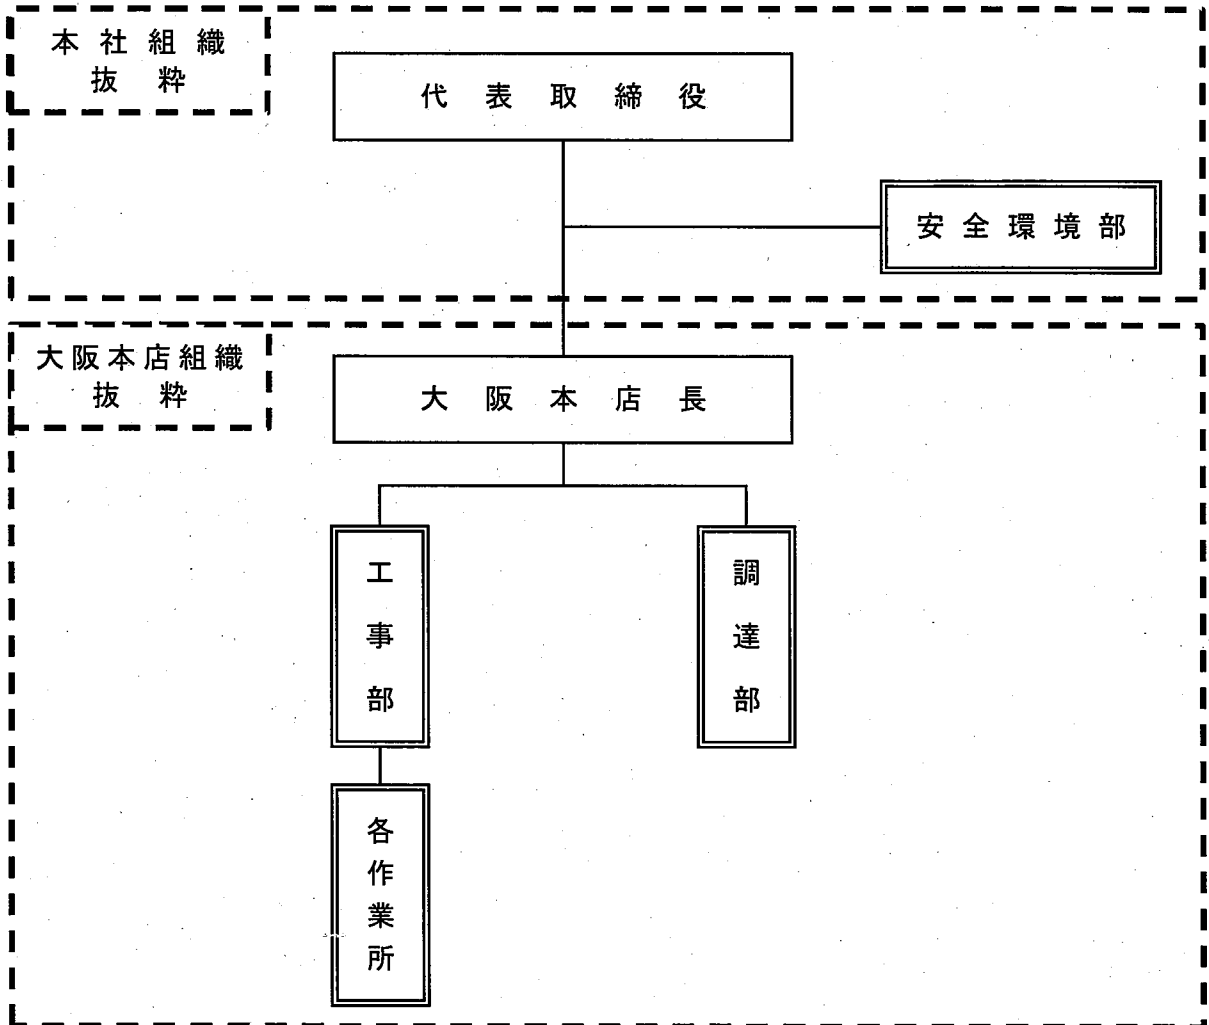 本社組織
抜粋
代表取締役
安全環境部
大阪本店組織
抜粋
大阪本店長
工事部
調達部
各作業所